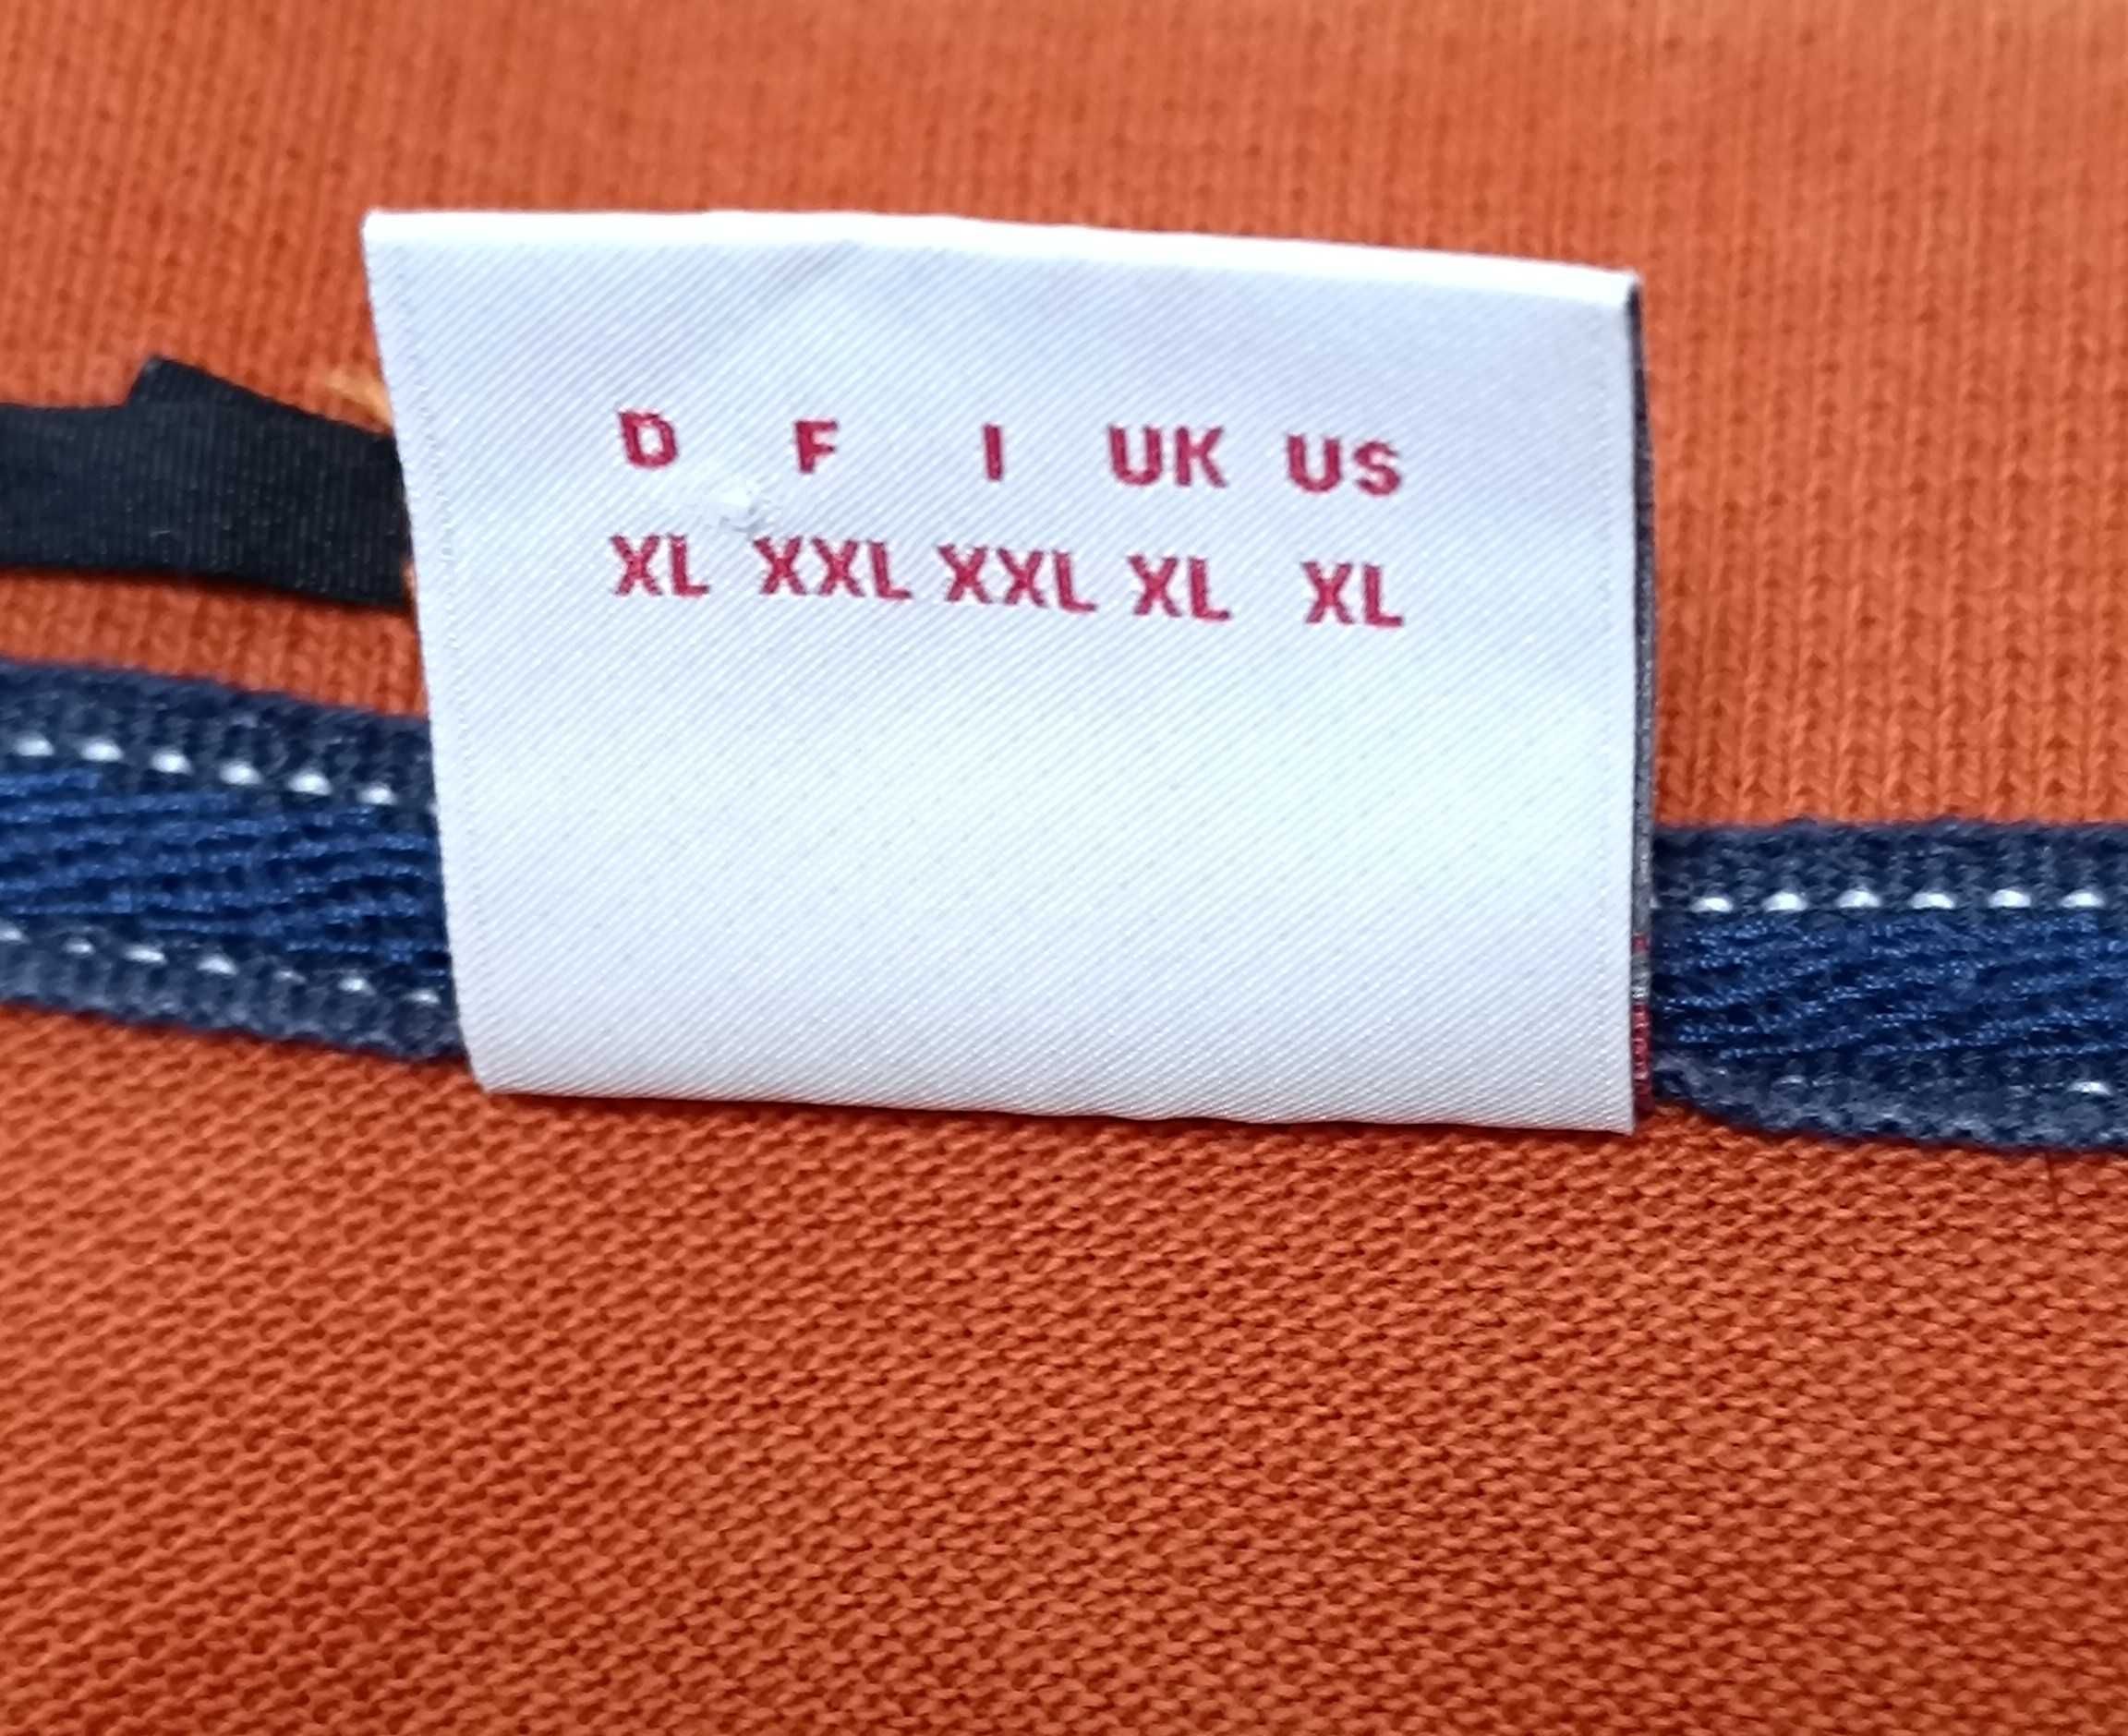 D F I UK US
XL XXL XXL XL XL